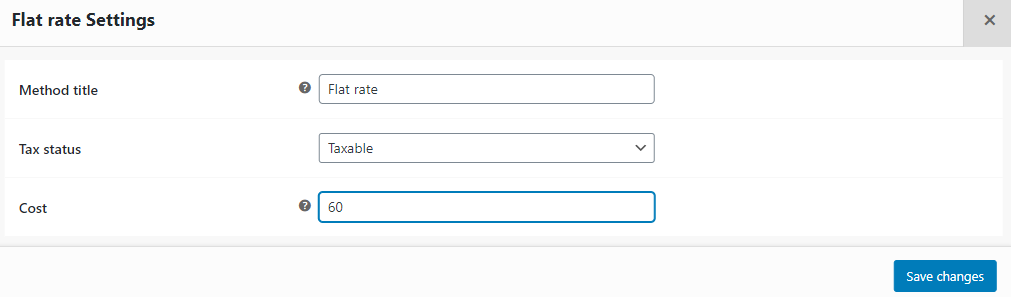 Flat rate Settings
Method title
Flat rate
Tax status
Taxable
Cost
60
Save changes